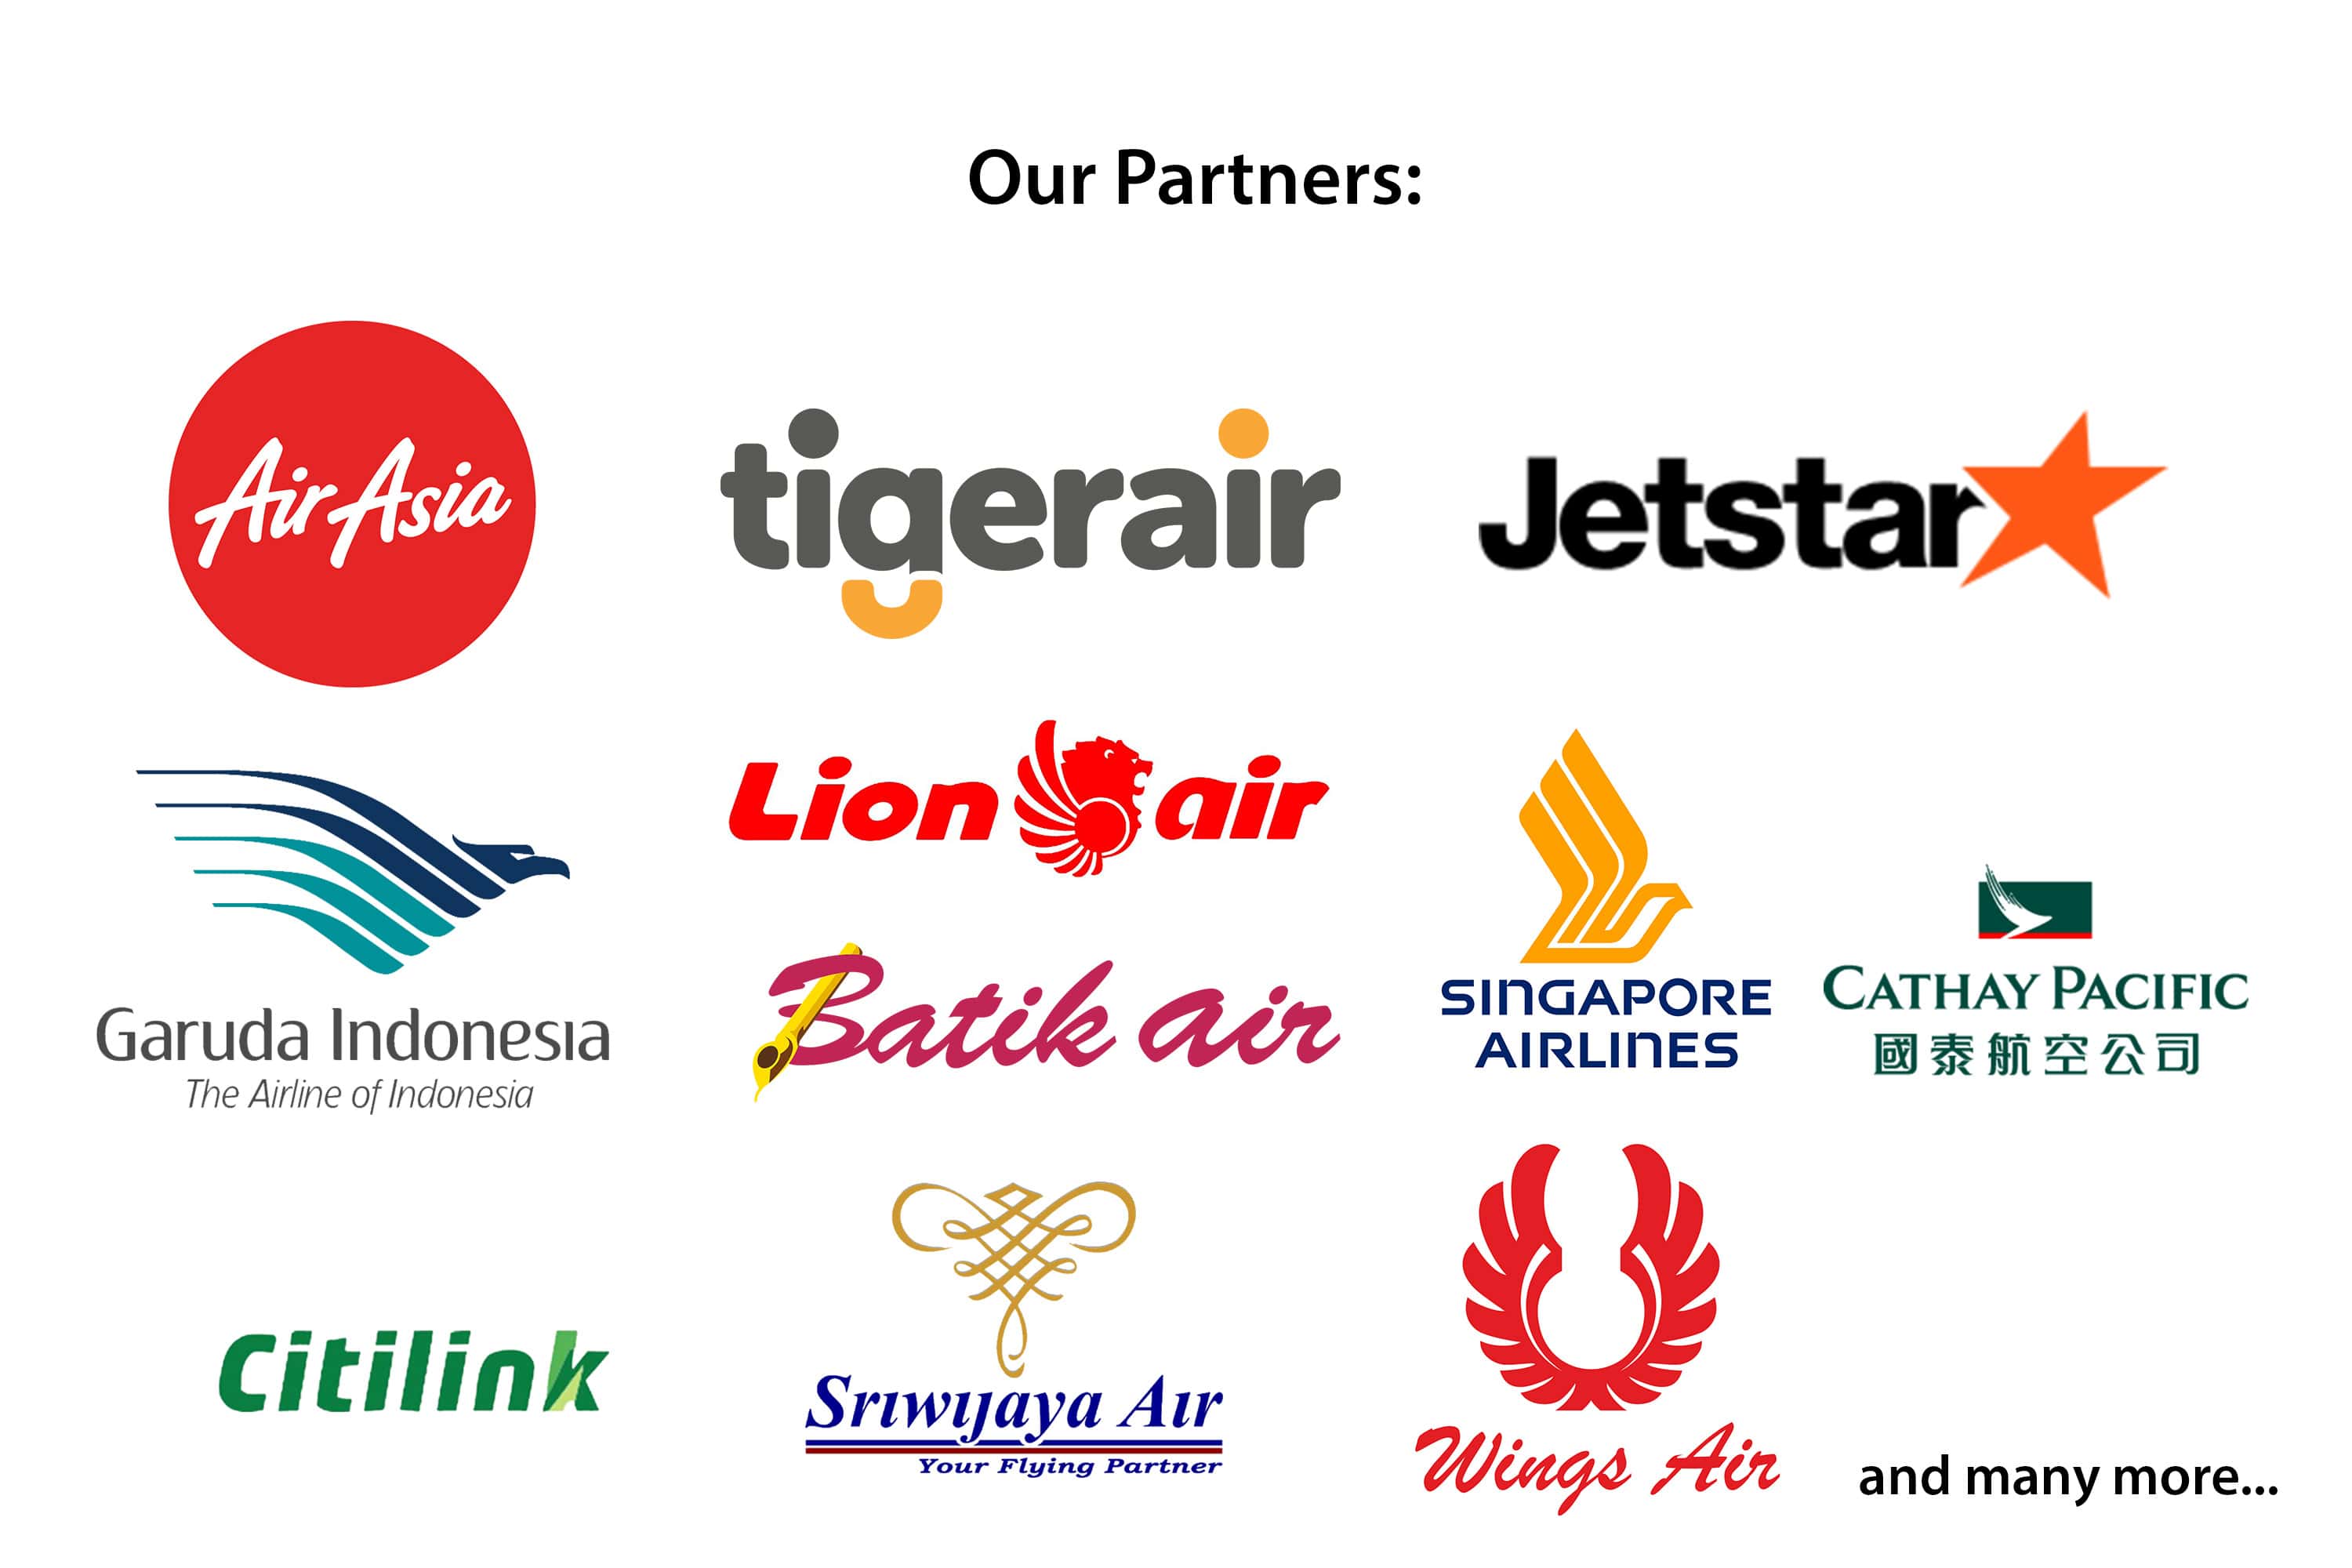 Our Partners:
AirAsia
tigerair
Jetstar
Lion air
Garuda Indonesia
The Airline of Indonesia
Batik air
SINGAPORE
AIRLINES
CATHAY PACIFIC
國泰航空公司
Citilink
Sriwijaya Air
Your Flying Partner
Wings Air
and many more...